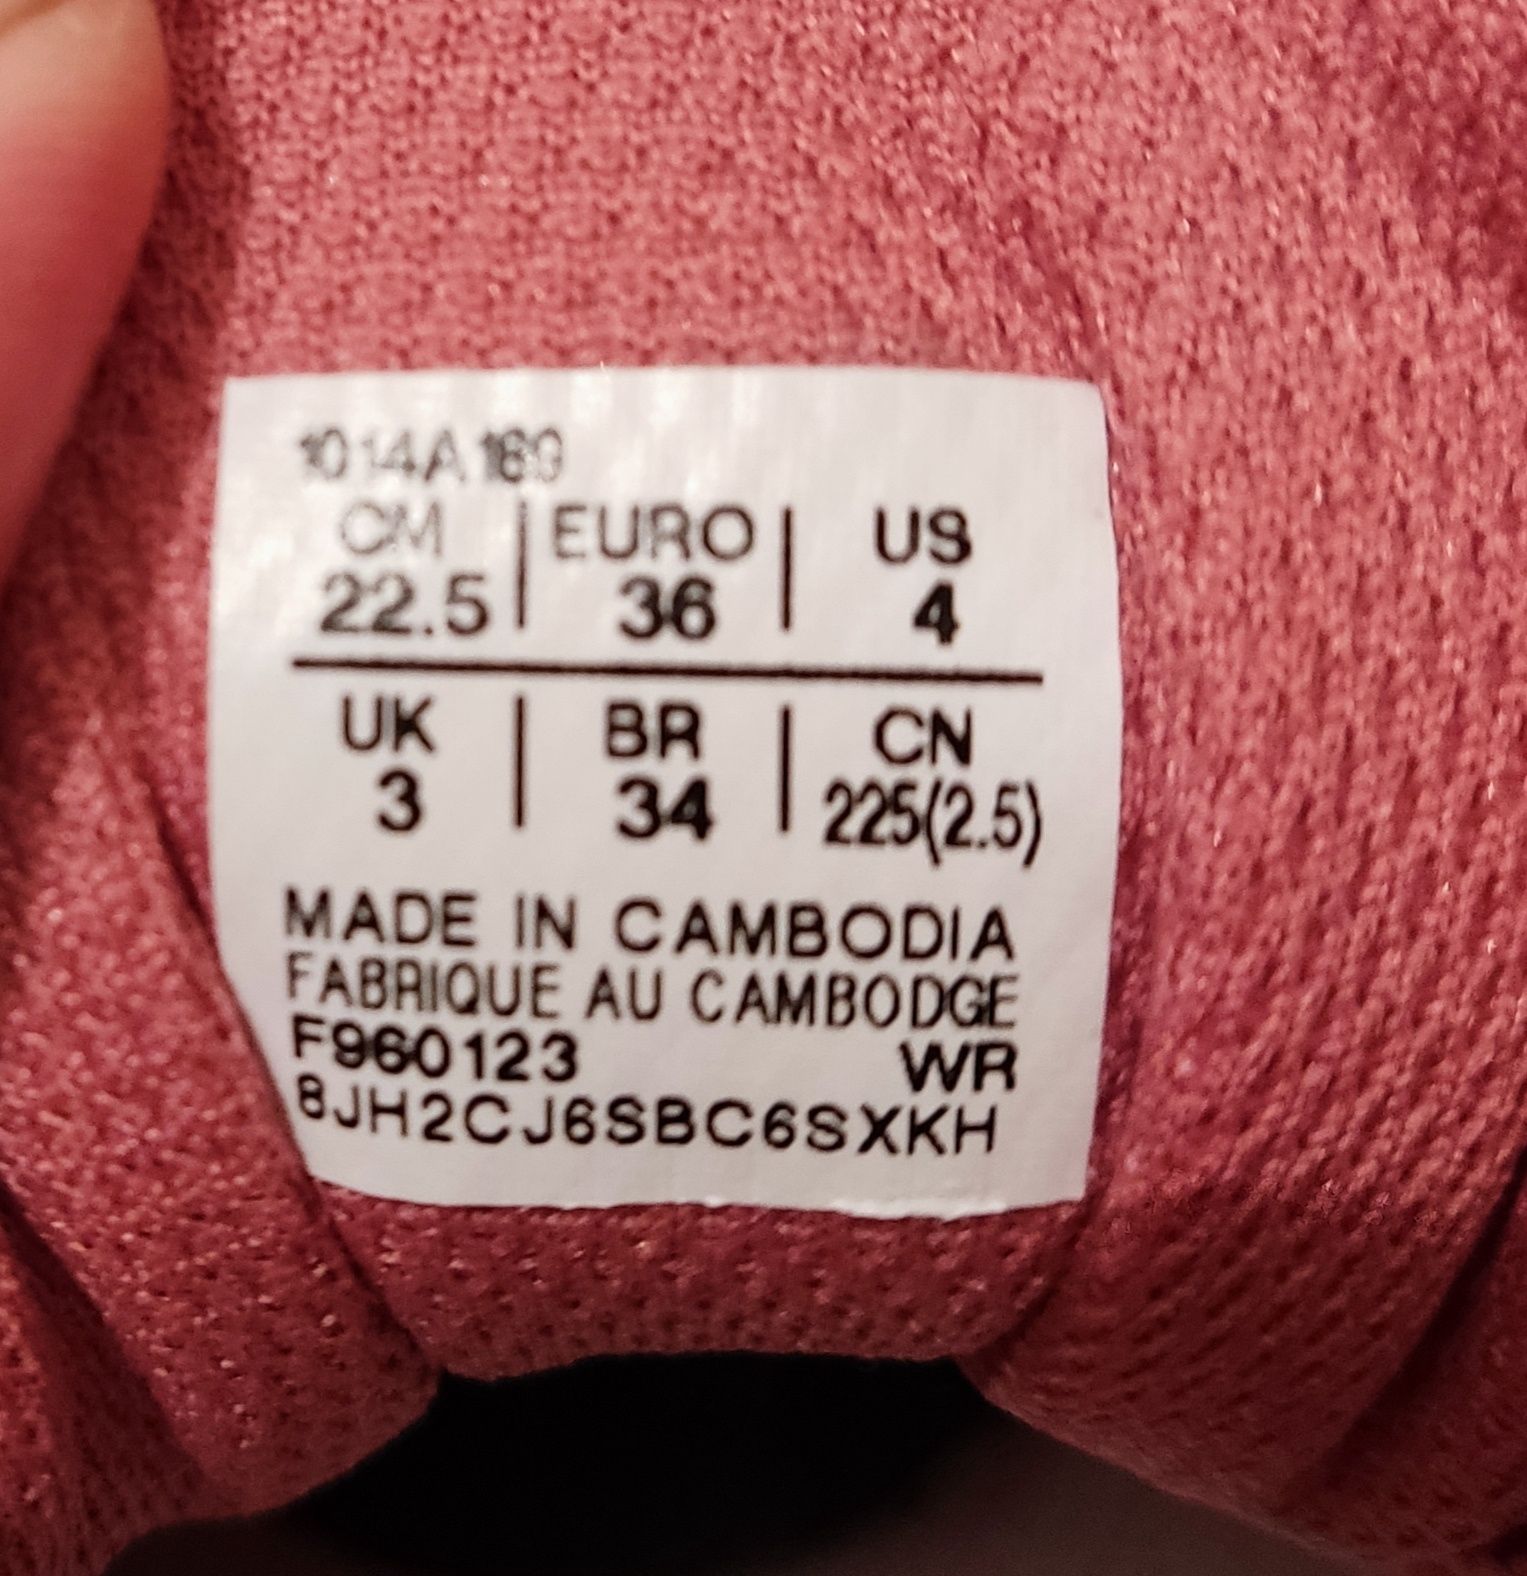 1014A169
CM | EURO | US
22.5 | 36 | 4
UK | BR | CN
3 | 34 | 225(2.5)
MADE IN CAMBODIA
FABRIQUE AU CAMBODGE
F960123 WR
8JH2CJ6SBC6SXKH